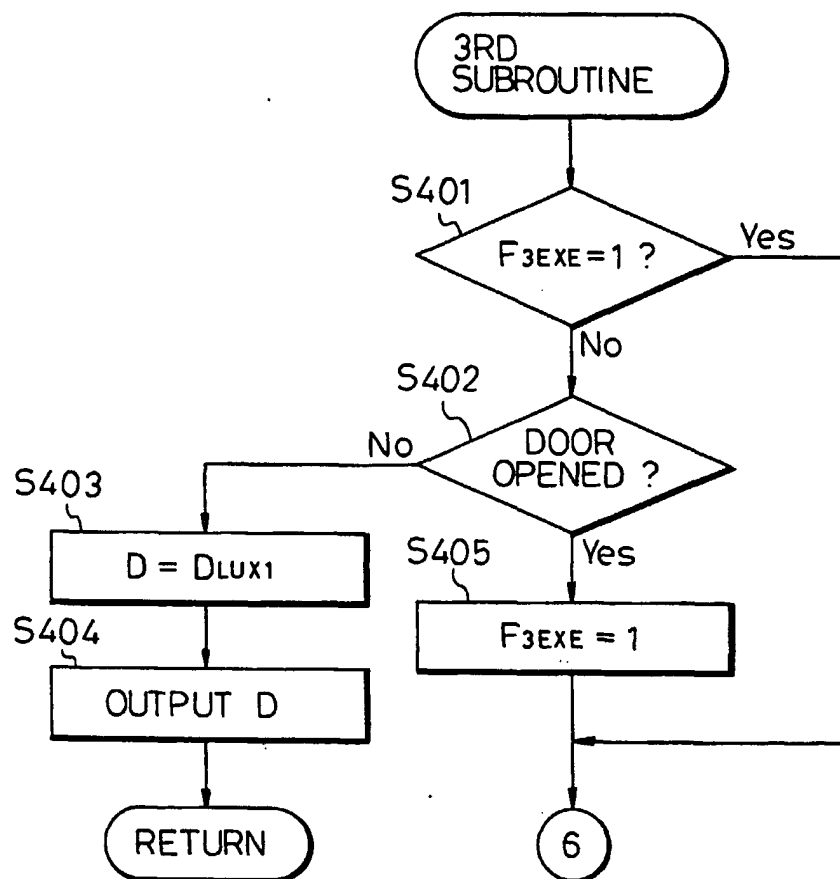 3RD
SUBROUTINE
S401
F3EXE=1 ?
Yes
No
S402
DOOR
OPENED ?
No
Yes
S403
D = DLUX1
S404
OUTPUT D
RETURN
S405
F3EXE = 1
6